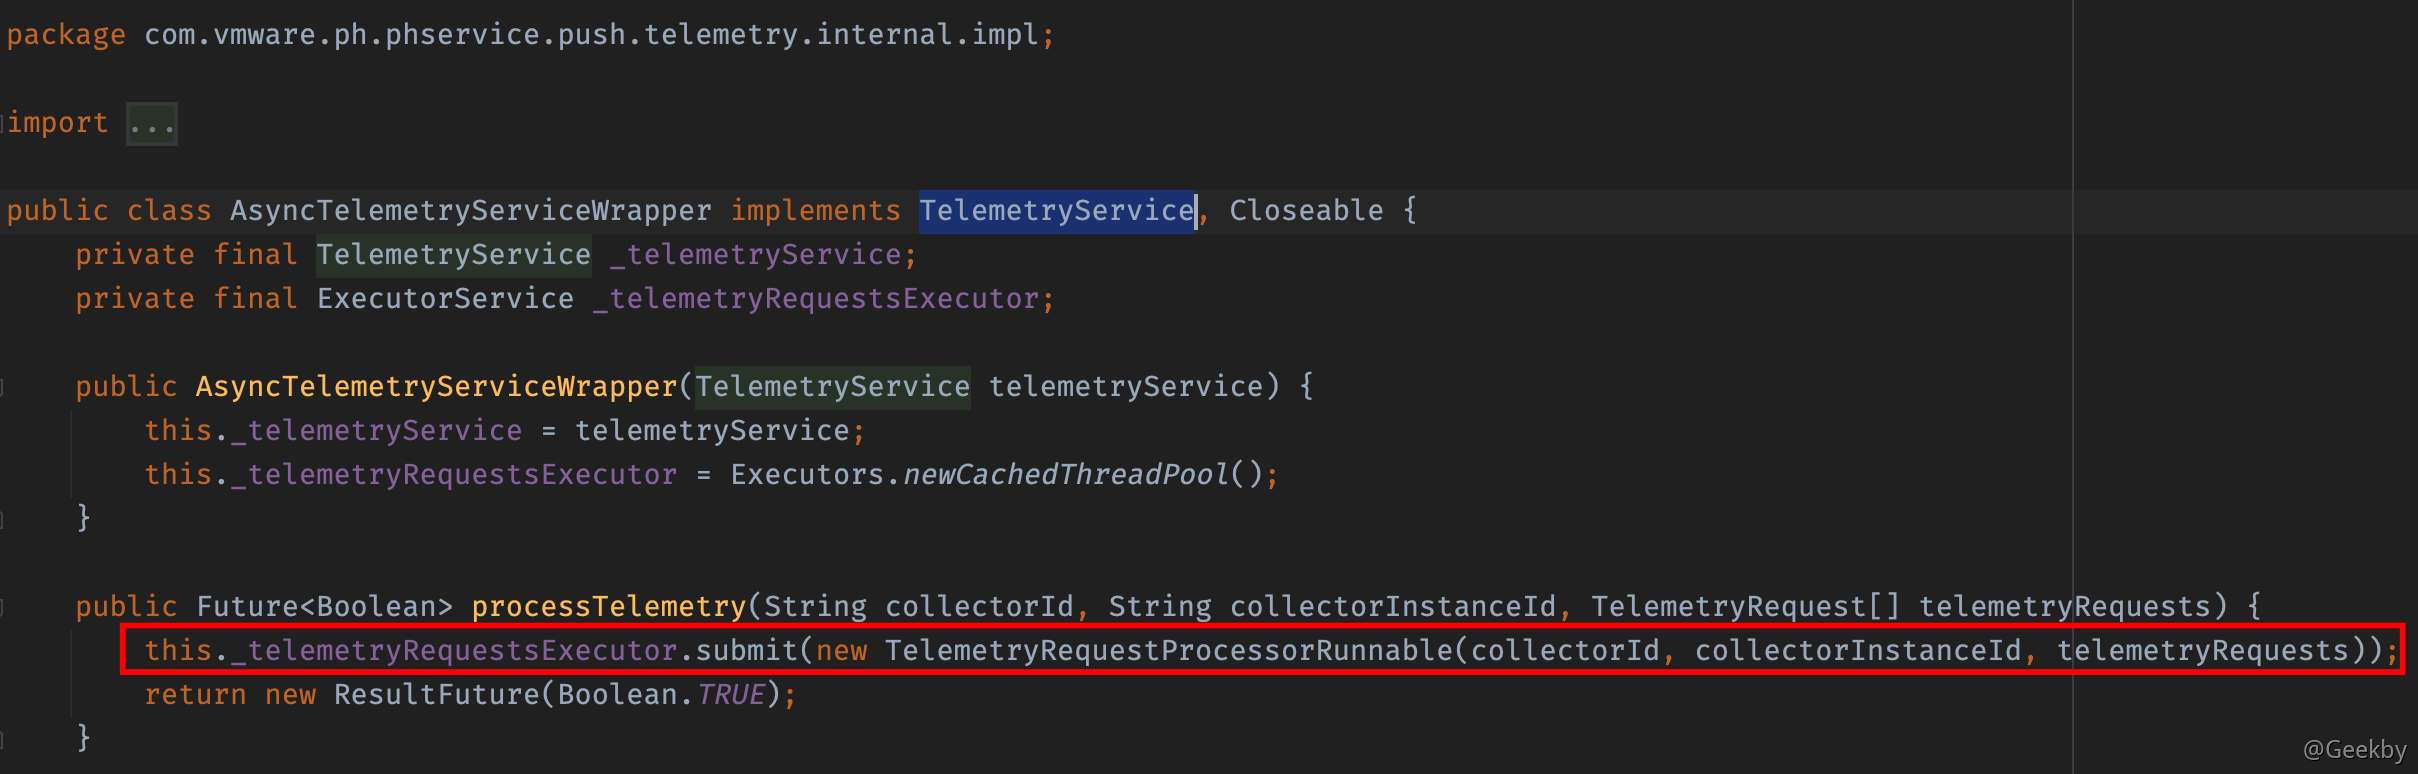 package com.vmware.ph.phservice.push.telemetry.internal.impl;
import ...
public class AsyncTelemetryServiceWrapper implements TelemetryService, Closeable {
private final TelemetryService _telemetryService;
private final ExecutorService _telemetryRequestsExecutor;
public AsyncTelemetryServiceWrapper(TelemetryService telemetryService) {
this._telemetryService = telemetryService;
this._telemetryRequestsExecutor = Executors.newCachedThreadPool();
}
public Future<Boolean> processTelemetry(String collectorId, String collectorInstanceId, TelemetryRequest[] telemetryRequests) {
this._telemetryRequestsExecutor.submit(new TelemetryRequestProcessorRunnable(collectorId, collectorInstanceId, telemetryRequests));
return new ResultFuture(Boolean.TRUE);
}
@Geekby